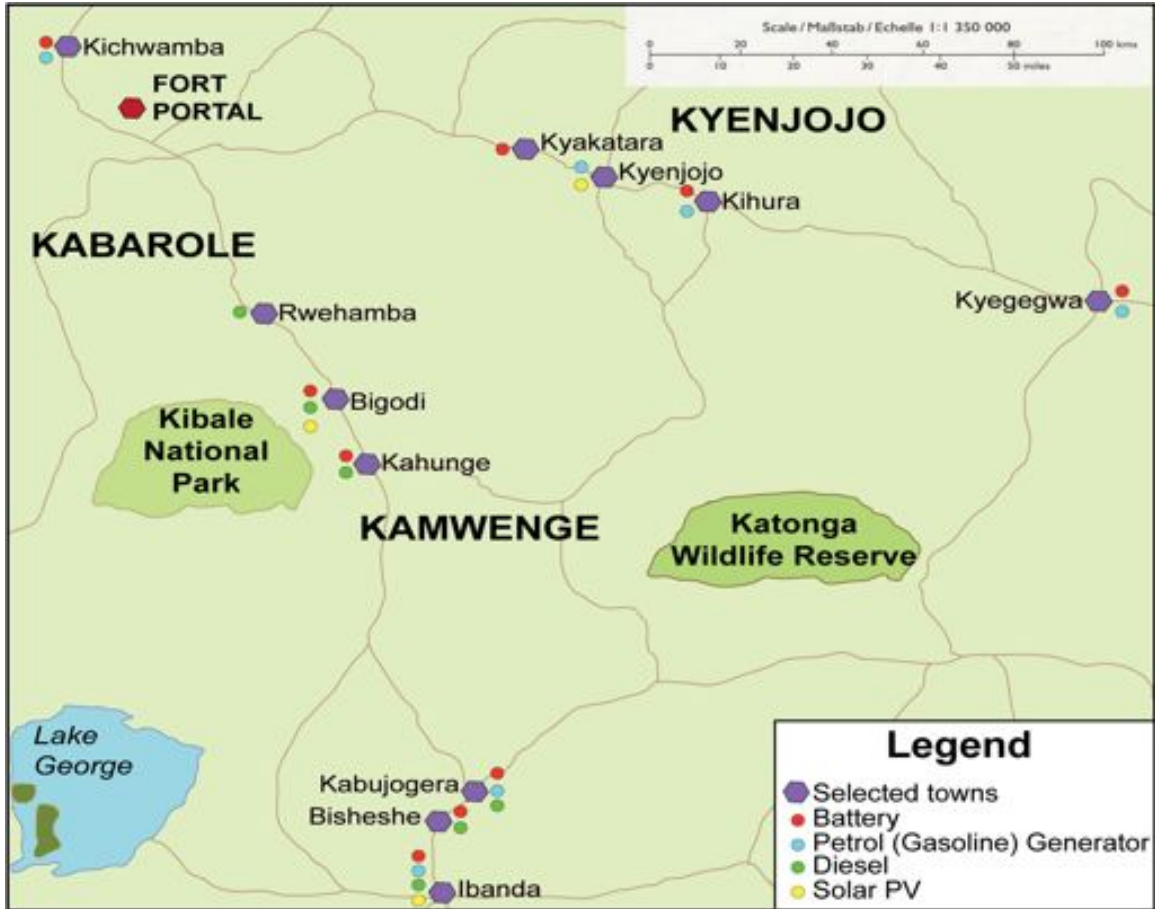 Scale / Maßstab / Echelle 1:1 350 000
0 20 40 60 80 100 kms
0 10 20 30 40 50 miles
Kichwamba
FORT
PORTAL
KYENJOJO
Kyakatara
Kyenjojo
Kihura
KABAROLE
Kyegegwa
Rwehamba
Bigodi
Kibale
National
Park
Kahunge
KAMWENGE
Katonga
Wildlife Reserve
Lake
George
Kabujogera
Bisheshe
Ibanda
Legend
Selected towns
Battery
Petrol (Gasoline) Generator
Diesel
Solar PV